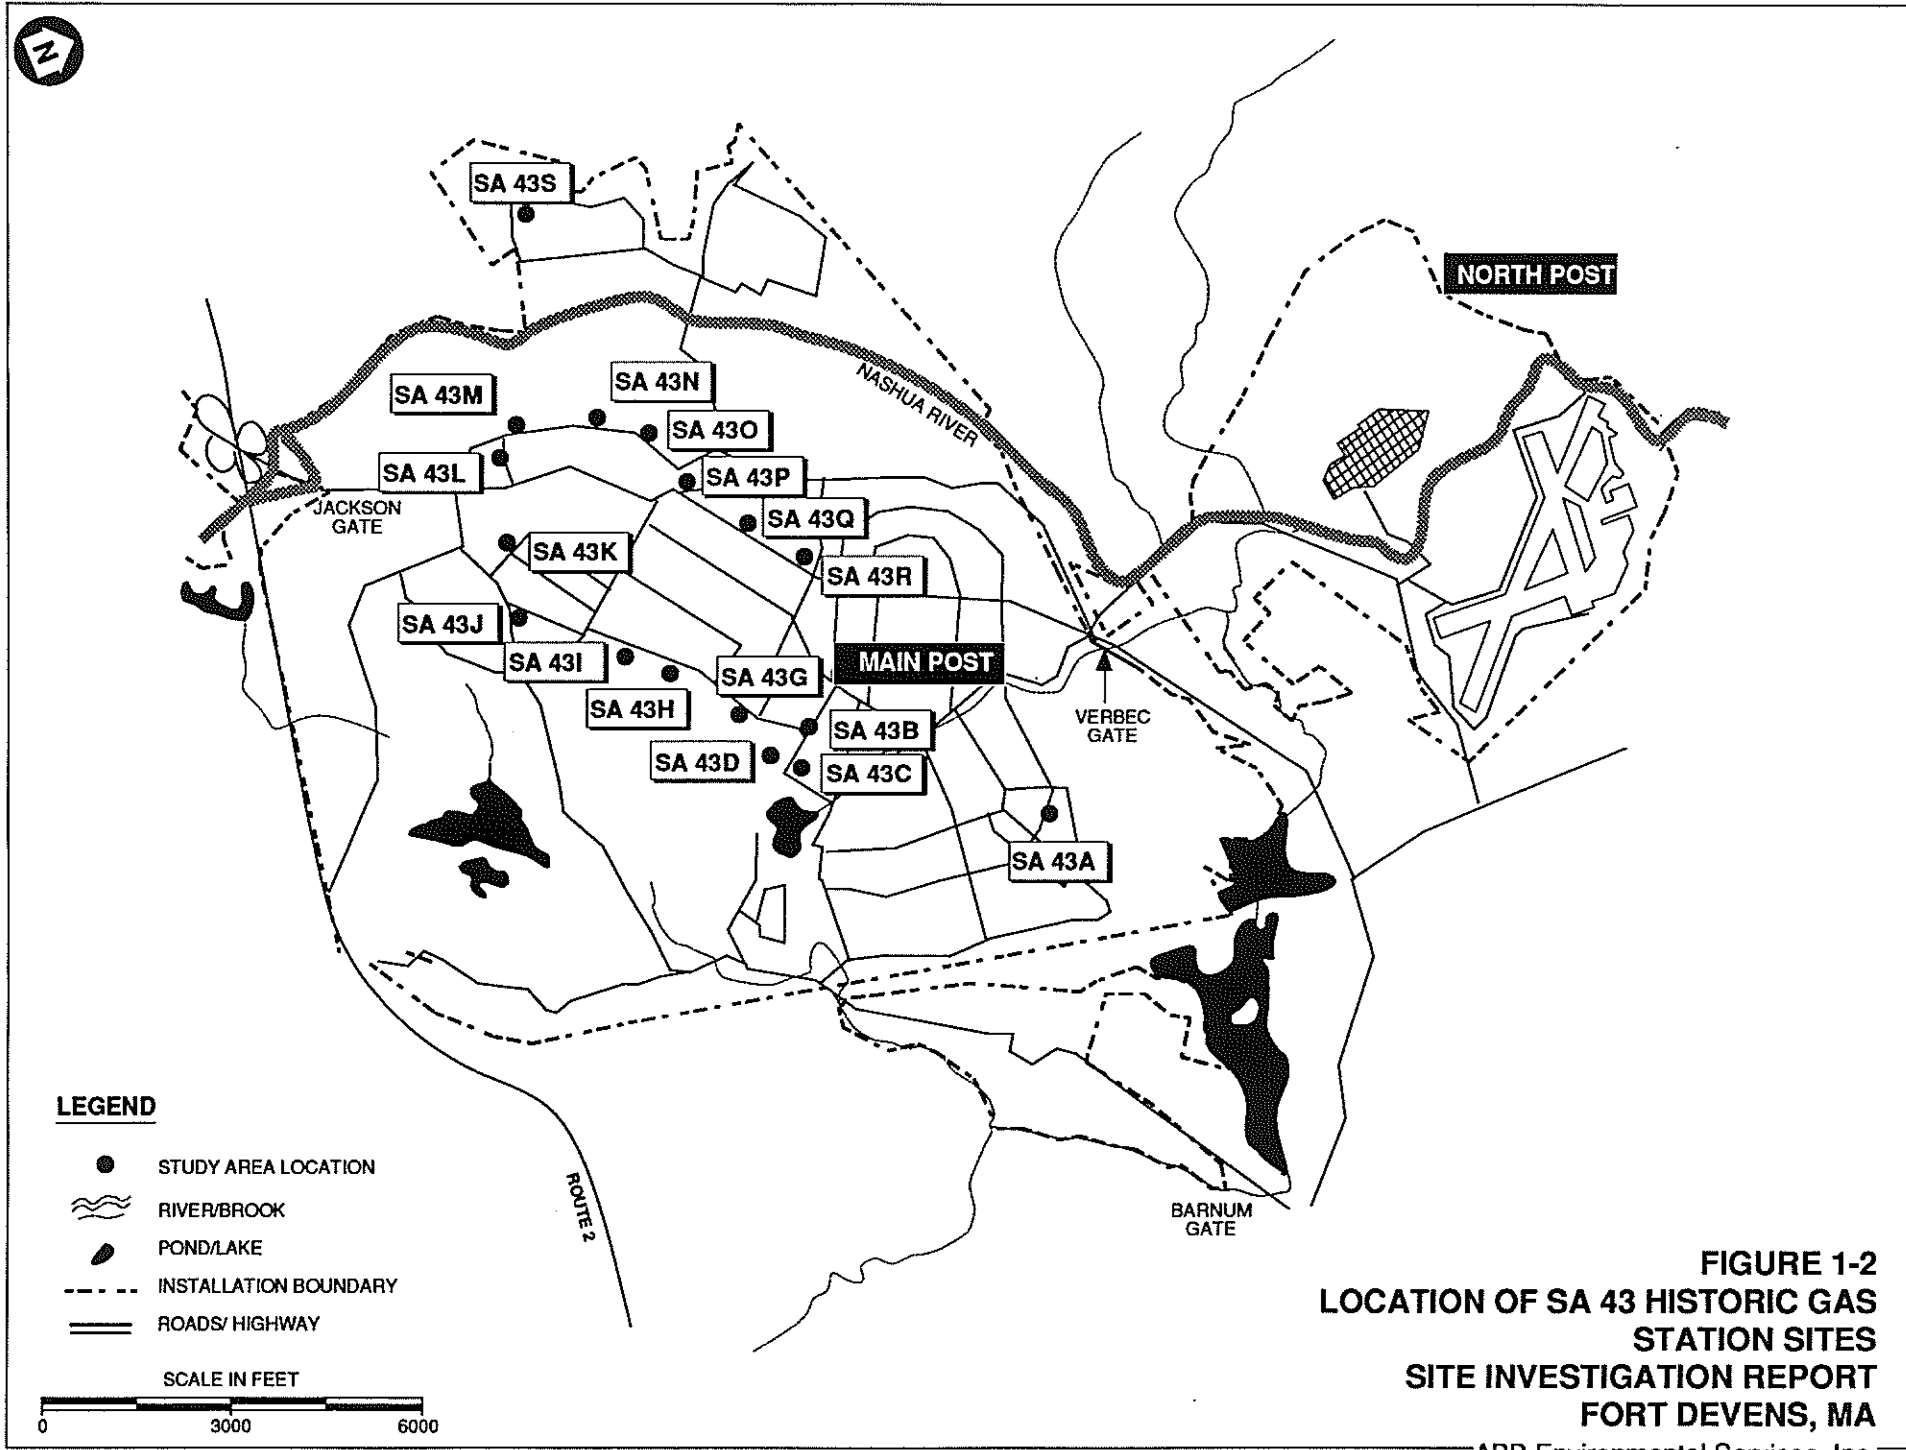 N
SA 43S
NORTH POST
SA 43N
SA 43M
NASHUA RIVER
SA 43O
SA 43L
SA 43P
JACKSON
GATE
SA 43Q
SA 43K
SA 43R
SA 43J
SA 43I
MAIN POST
SA 43G
SA 43H
VERBEC
GATE
SA 43B
SA 43D
SA 43C
SA 43A
LEGEND
STUDY AREA LOCATION
RIVER/BROOK
POND/LAKE
INSTALLATION BOUNDARY
ROADS/ HIGHWAY
SCALE IN FEET
0 3000 6000
ROUTE 2
BARNUM
GATE
FIGURE 1-2
LOCATION OF SA 43 HISTORIC GAS
STATION SITES
SITE INVESTIGATION REPORT
FORT DEVENS, MA
Environmental Services, Inc.